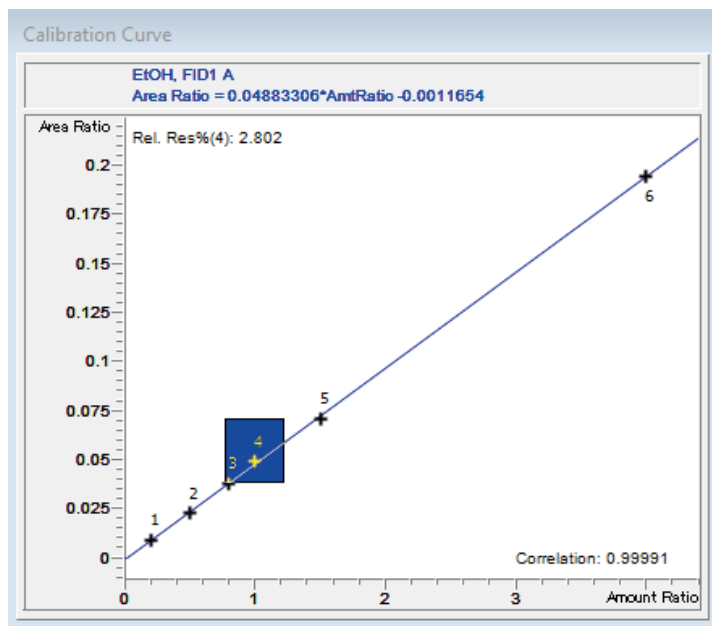 Calibration Curve
EtOH, FID1 A
Area Ratio = 0.04883306*AmtRatio -0.0011654
Area Ratio
Rel. Res%(4): 2.802
0.2
0.175
6
0.15
0.125
0.1
0.075
5
4
0.05
3
2
0.025
1
0
Correlation: 0.99991
0
1
2
3
Amount Ratio